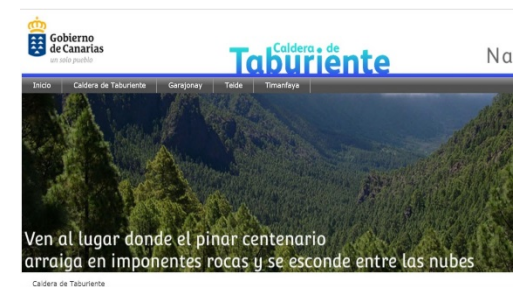 Gobierno
de Canarias
un solo pueblo
Caldera de
Taburiente
Na
Inicio Caldera de Taburiente Garajonay Teide Timanfaya
Ven al lugar donde el pinar centenario
arraiga en imponentes rocas y se esconde entre las nubes
Caldera de Taburiente